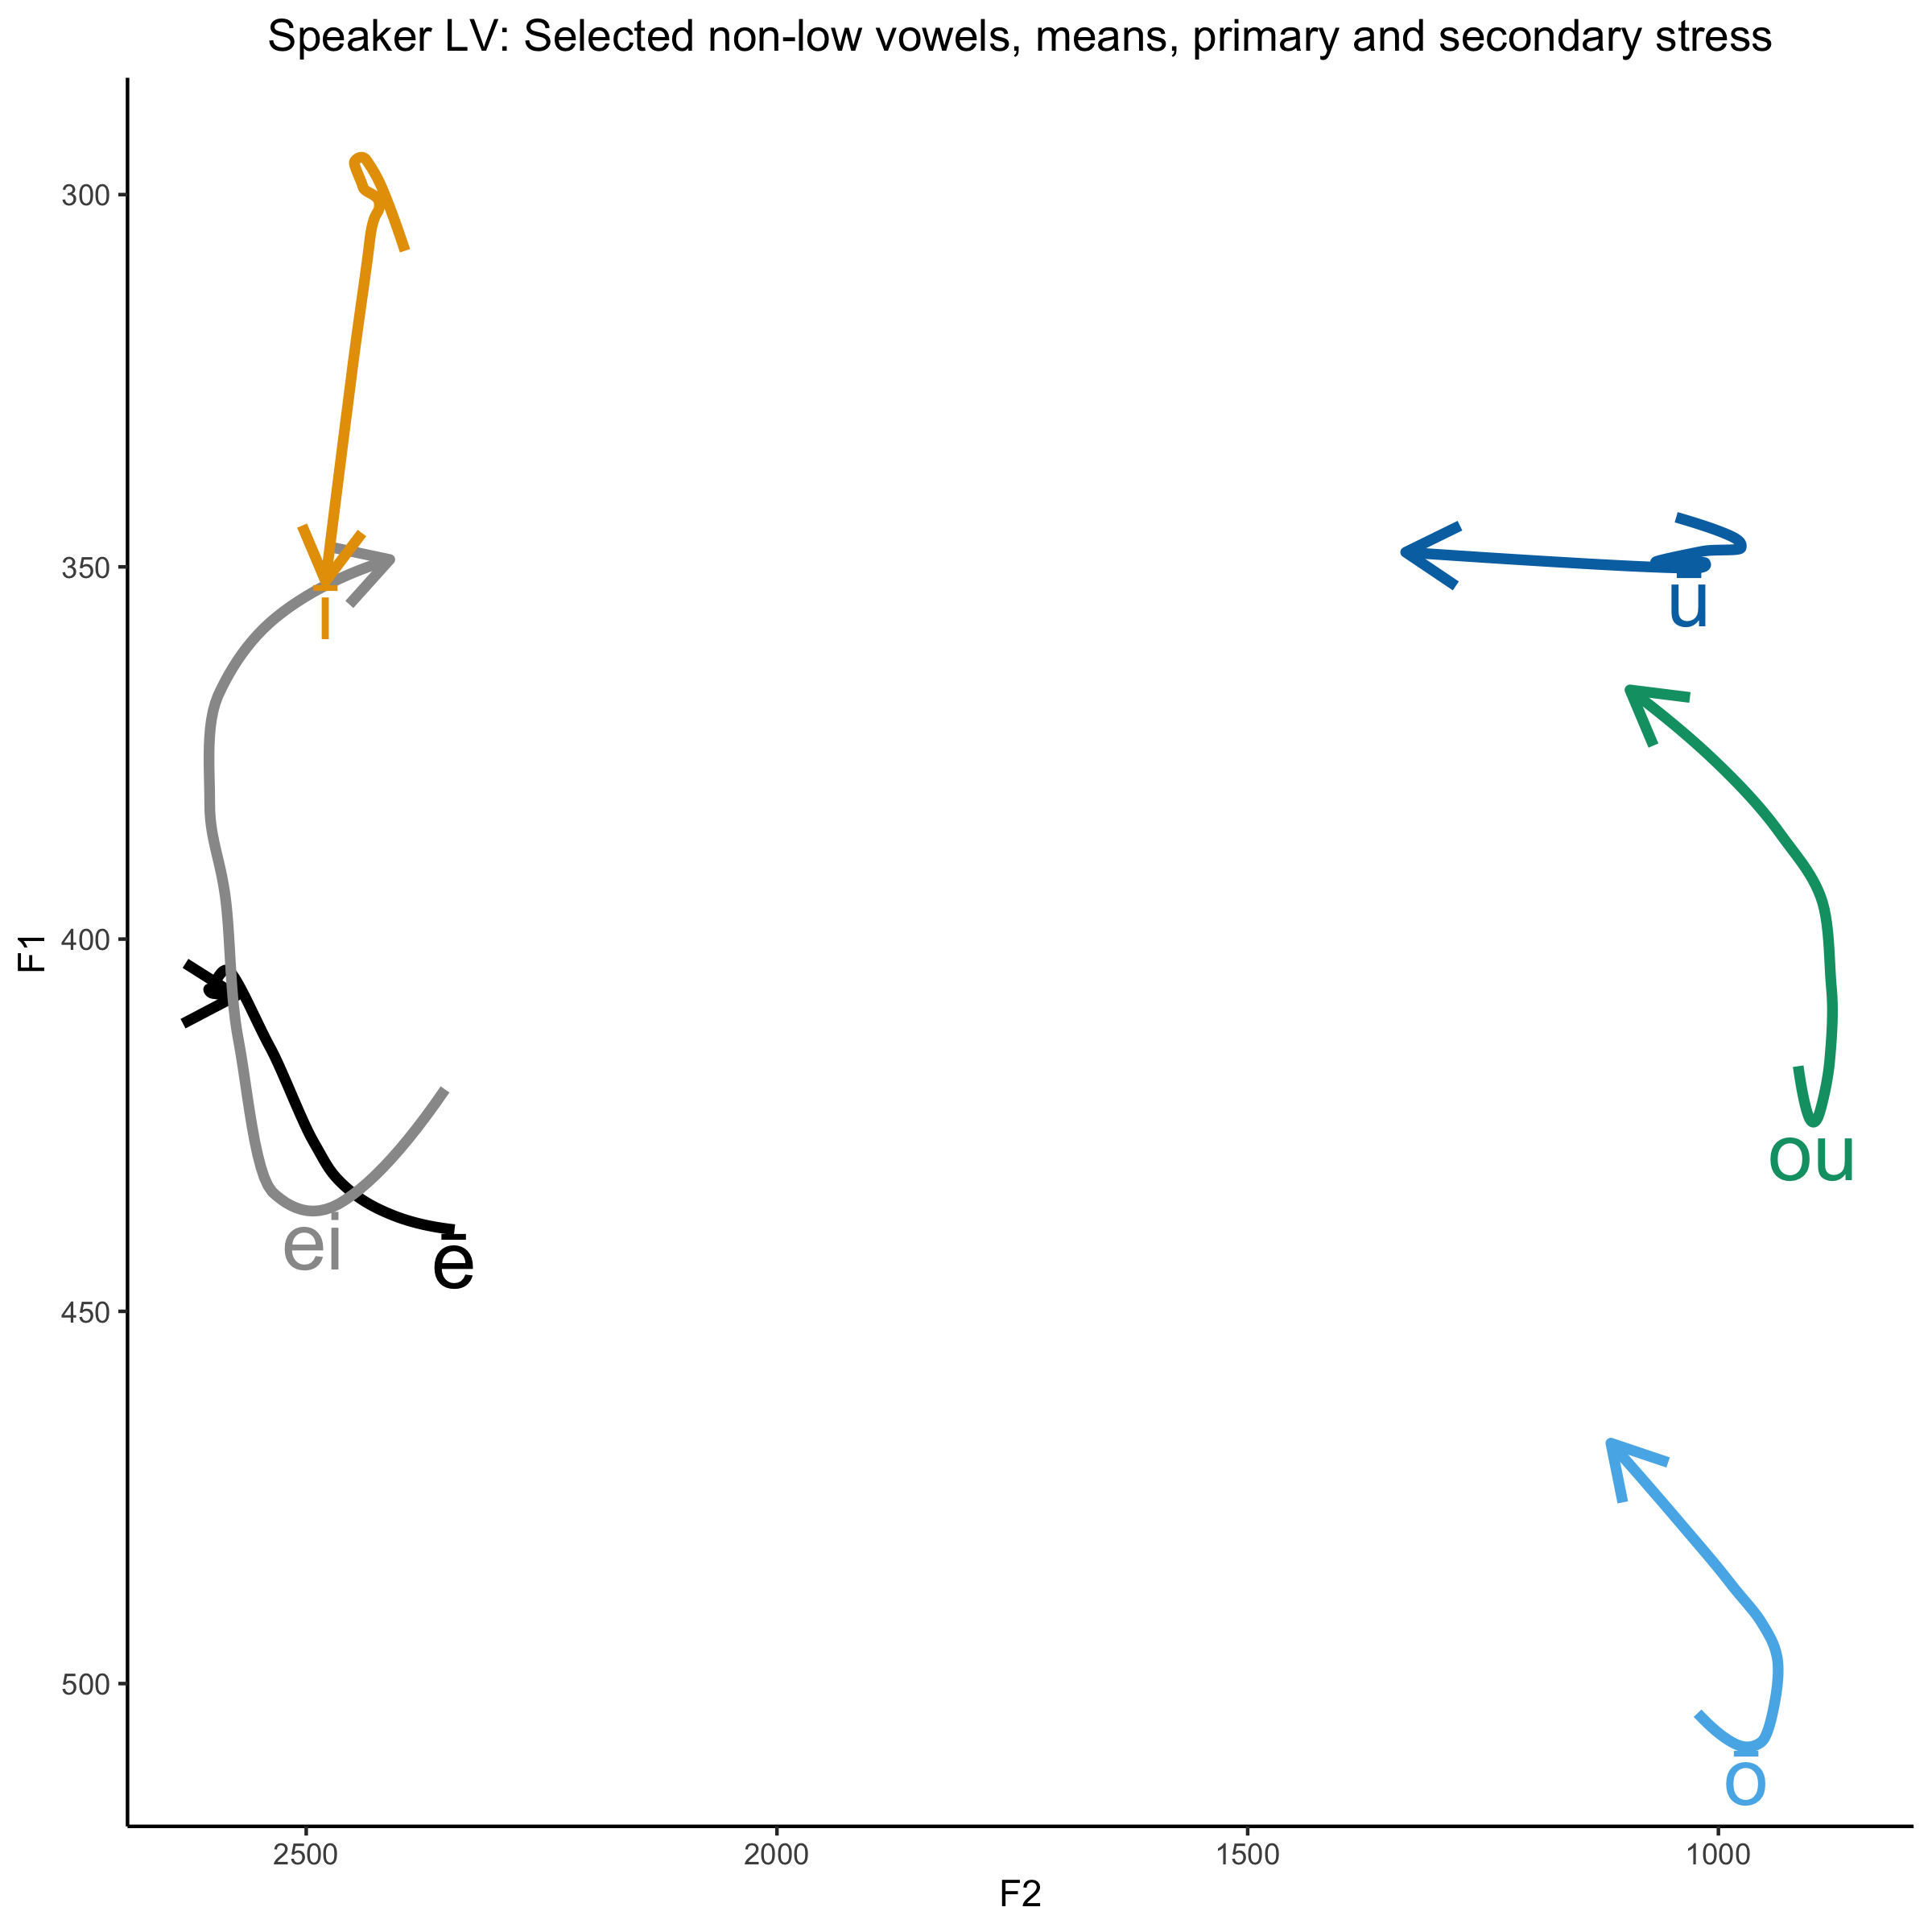 Speaker LV: Selected non-low vowels, means, primary and secondary stress
300
350
400
450
500
F1
ī
ū
ou
ei
ē
ō
2500
2000
1500
1000
F2